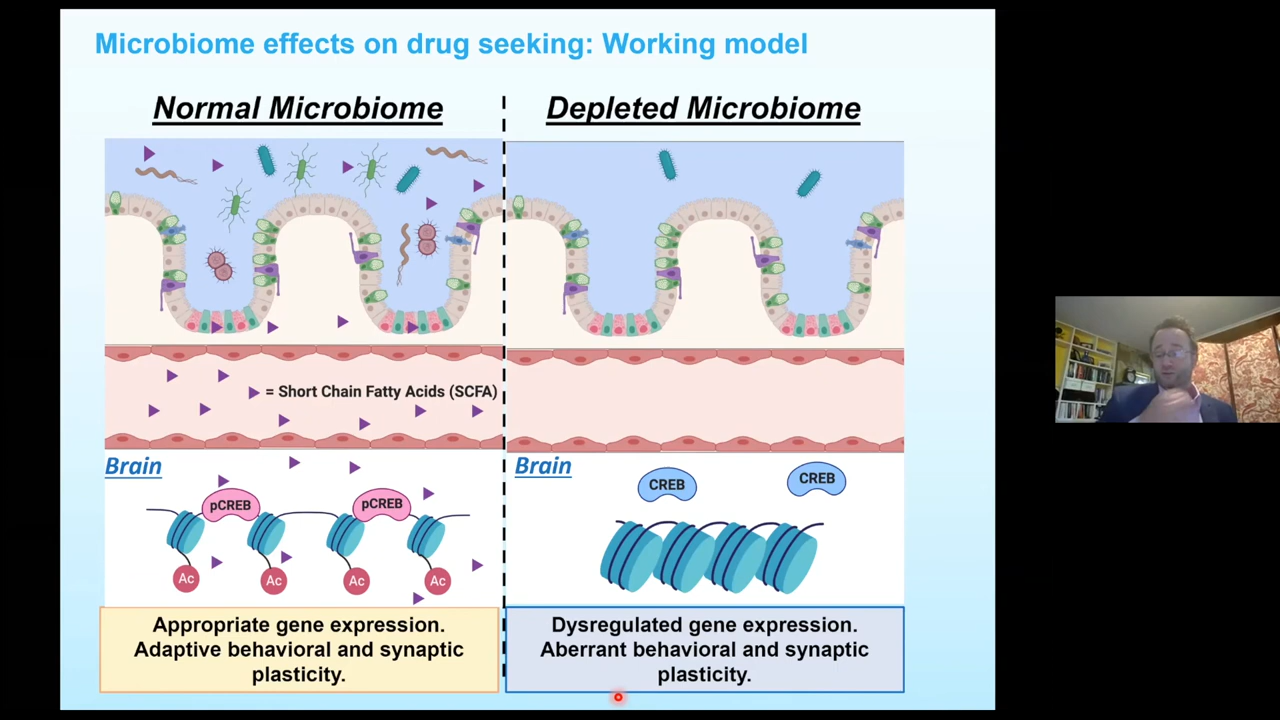 Microbiome effects on drug seeking: Working model
Normal Microbiome
Depleted Microbiome
= Short Chain Fatty Acids (SCFA)
Brain
pCREB
pCREB
Ac
Ac
Ac
Ac
Brain
CREB
CREB
Appropriate gene expression.
Adaptive behavioral and synaptic
plasticity.
Dysregulated gene expression.
Aberrant behavioral and synaptic
plasticity.